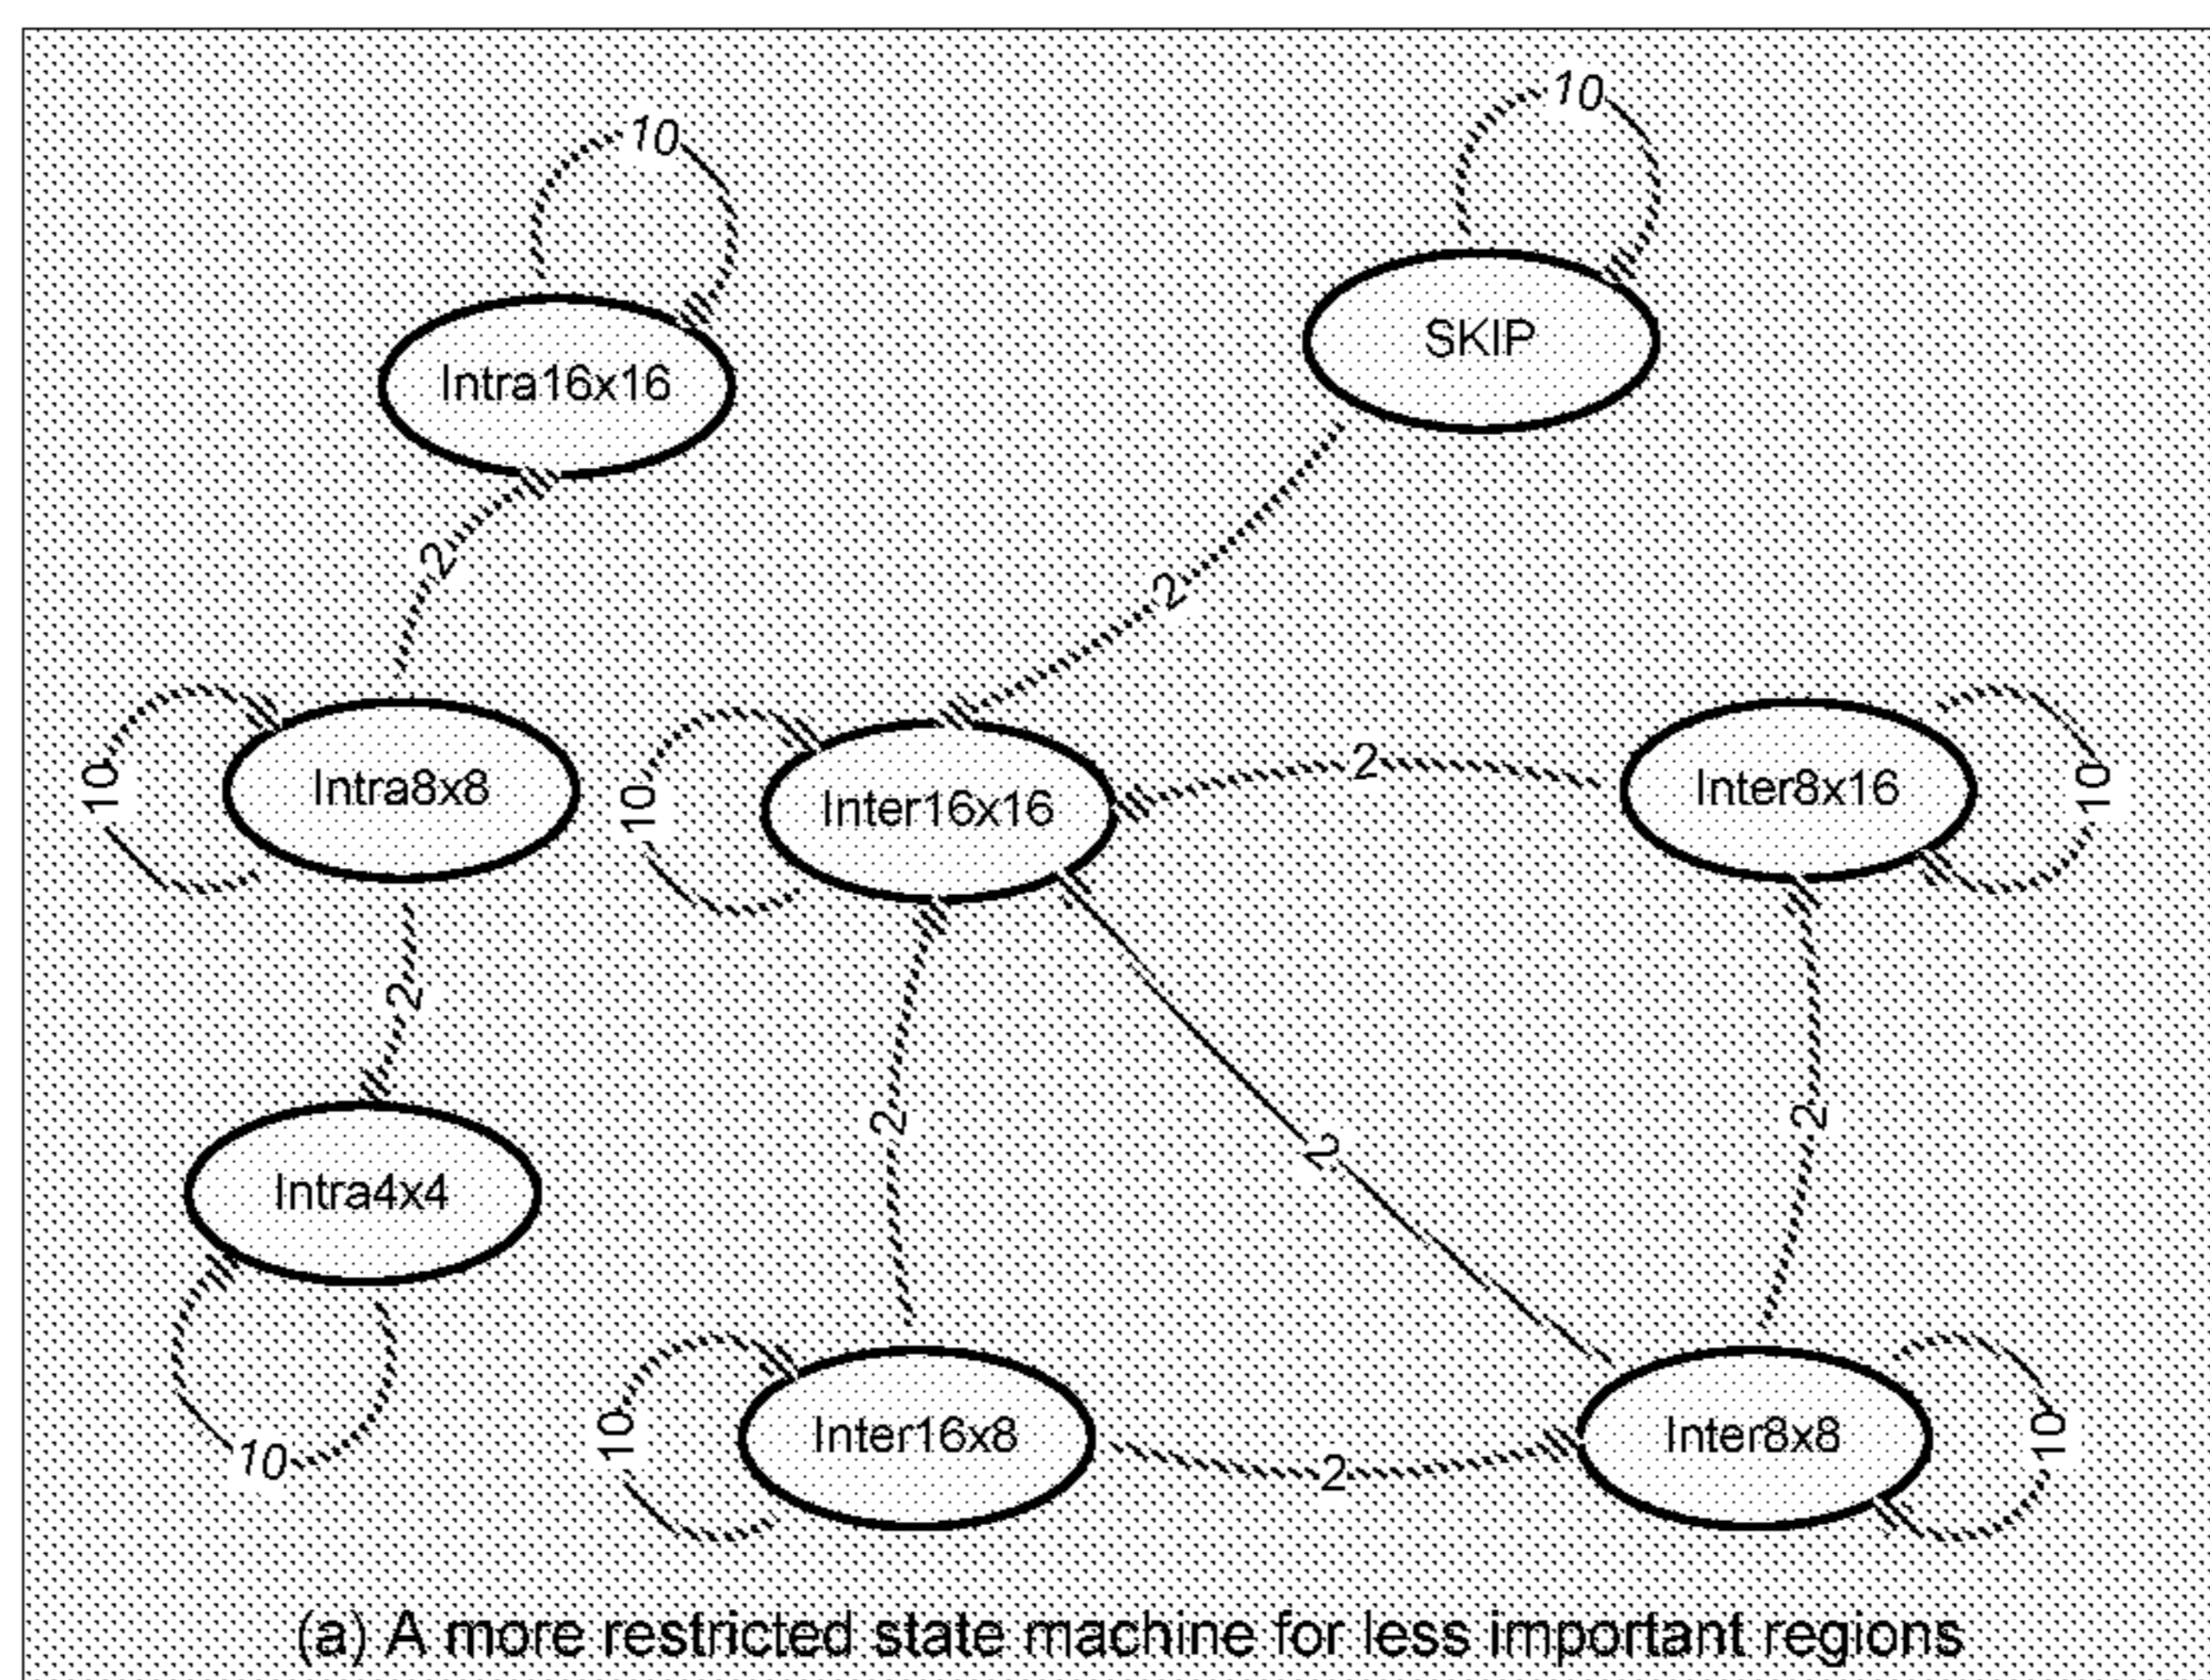 10
10
SKIP
Intra16x16
2
2
10
Intra8x8
10
Inter16x16
2
Inter8x16
10
2
2
2
2
Intra4x4
10
10
Inter16x8
2
Inter8x8
10
(a) A more restricted state machine for less important regions